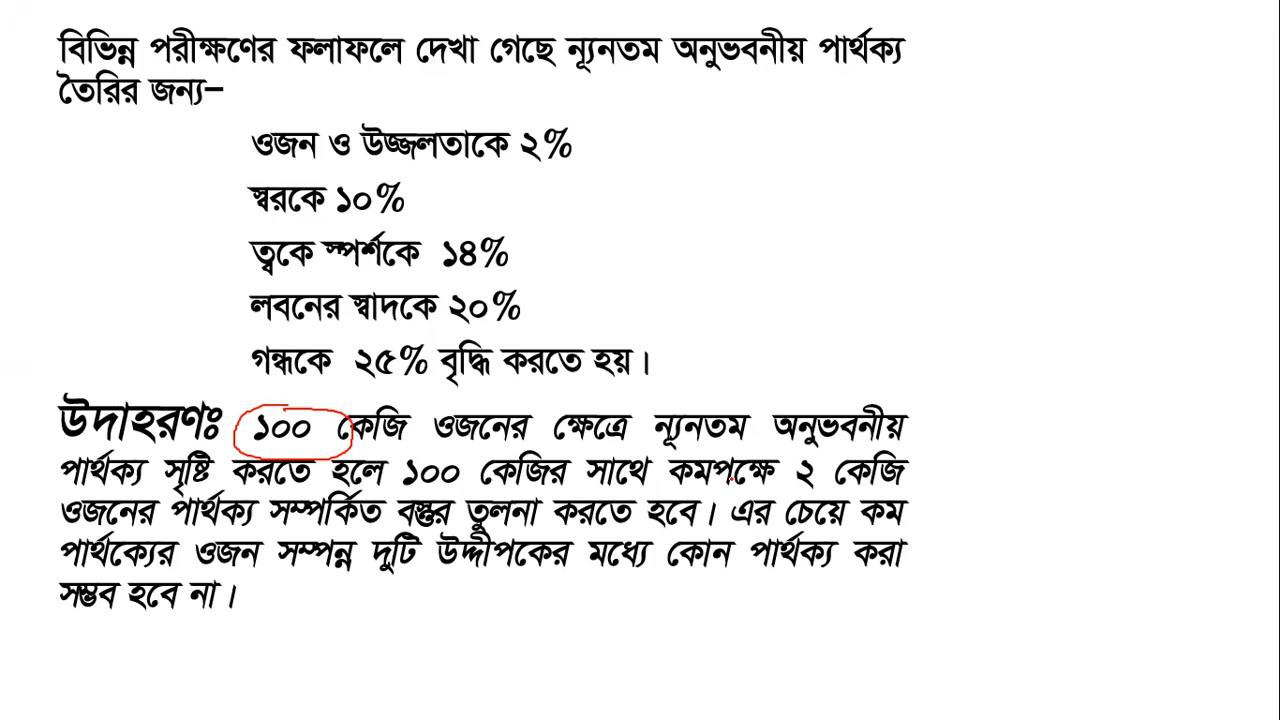 বিভিন্ন পরীক্ষণের ফলাফলে দেখা গেছে ন্যূনতম অনুভবনীয় পার্থক্য
তৈরির জন্য–
ওজন ও উজ্জলতাকে ২%
স্বরকে ১০%
ত্বকে স্পর্শকে ১৪%
লবনের স্বাদকে ২০%
গন্ধকে ২৫% বৃদ্ধি করতে হয়।
উদাহরণঃ ১০০ কেজি ওজনের ক্ষেত্রে ন্যূনতম অনুভবনীয়
পার্থক্য সৃষ্টি করতে হলে ১০০ কেজির সাথে কমপক্ষে ২ কেজি
ওজনের পার্থক্য সম্পর্কিত বস্তুর তুলনা করতে হবে। এর চেয়ে কম
পার্থক্যের ওজন সম্পন্ন দুটি উদ্দীপকের মধ্যে কোন পার্থক্য করা
সম্ভব হবে না।